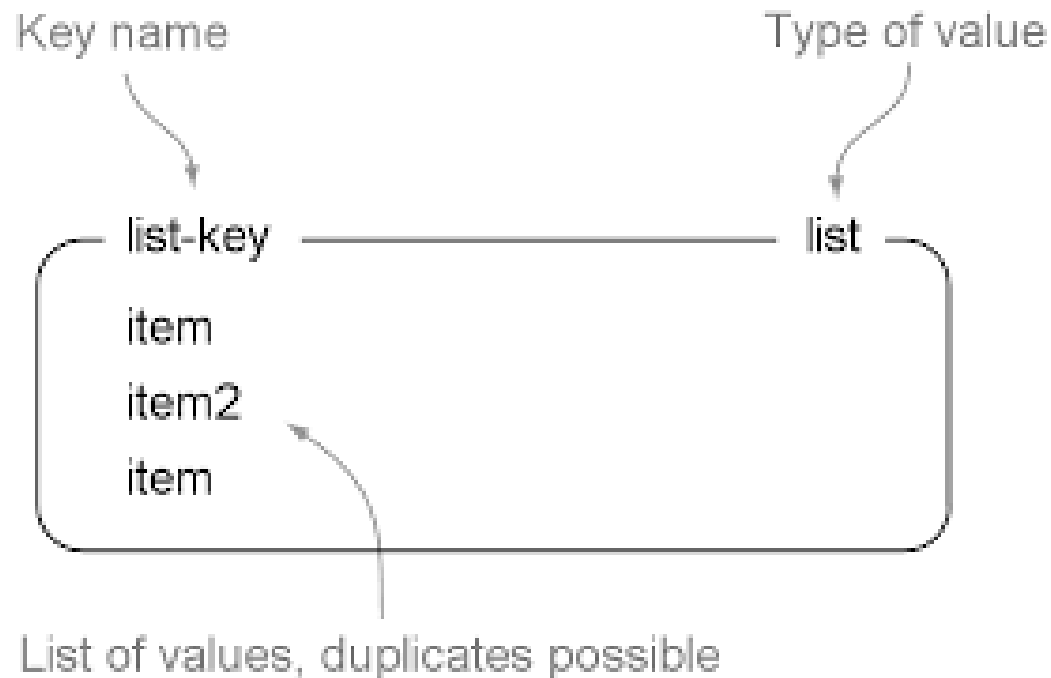 Key name Type of value
list-key list
item
item2
item
List of values, duplicates possible